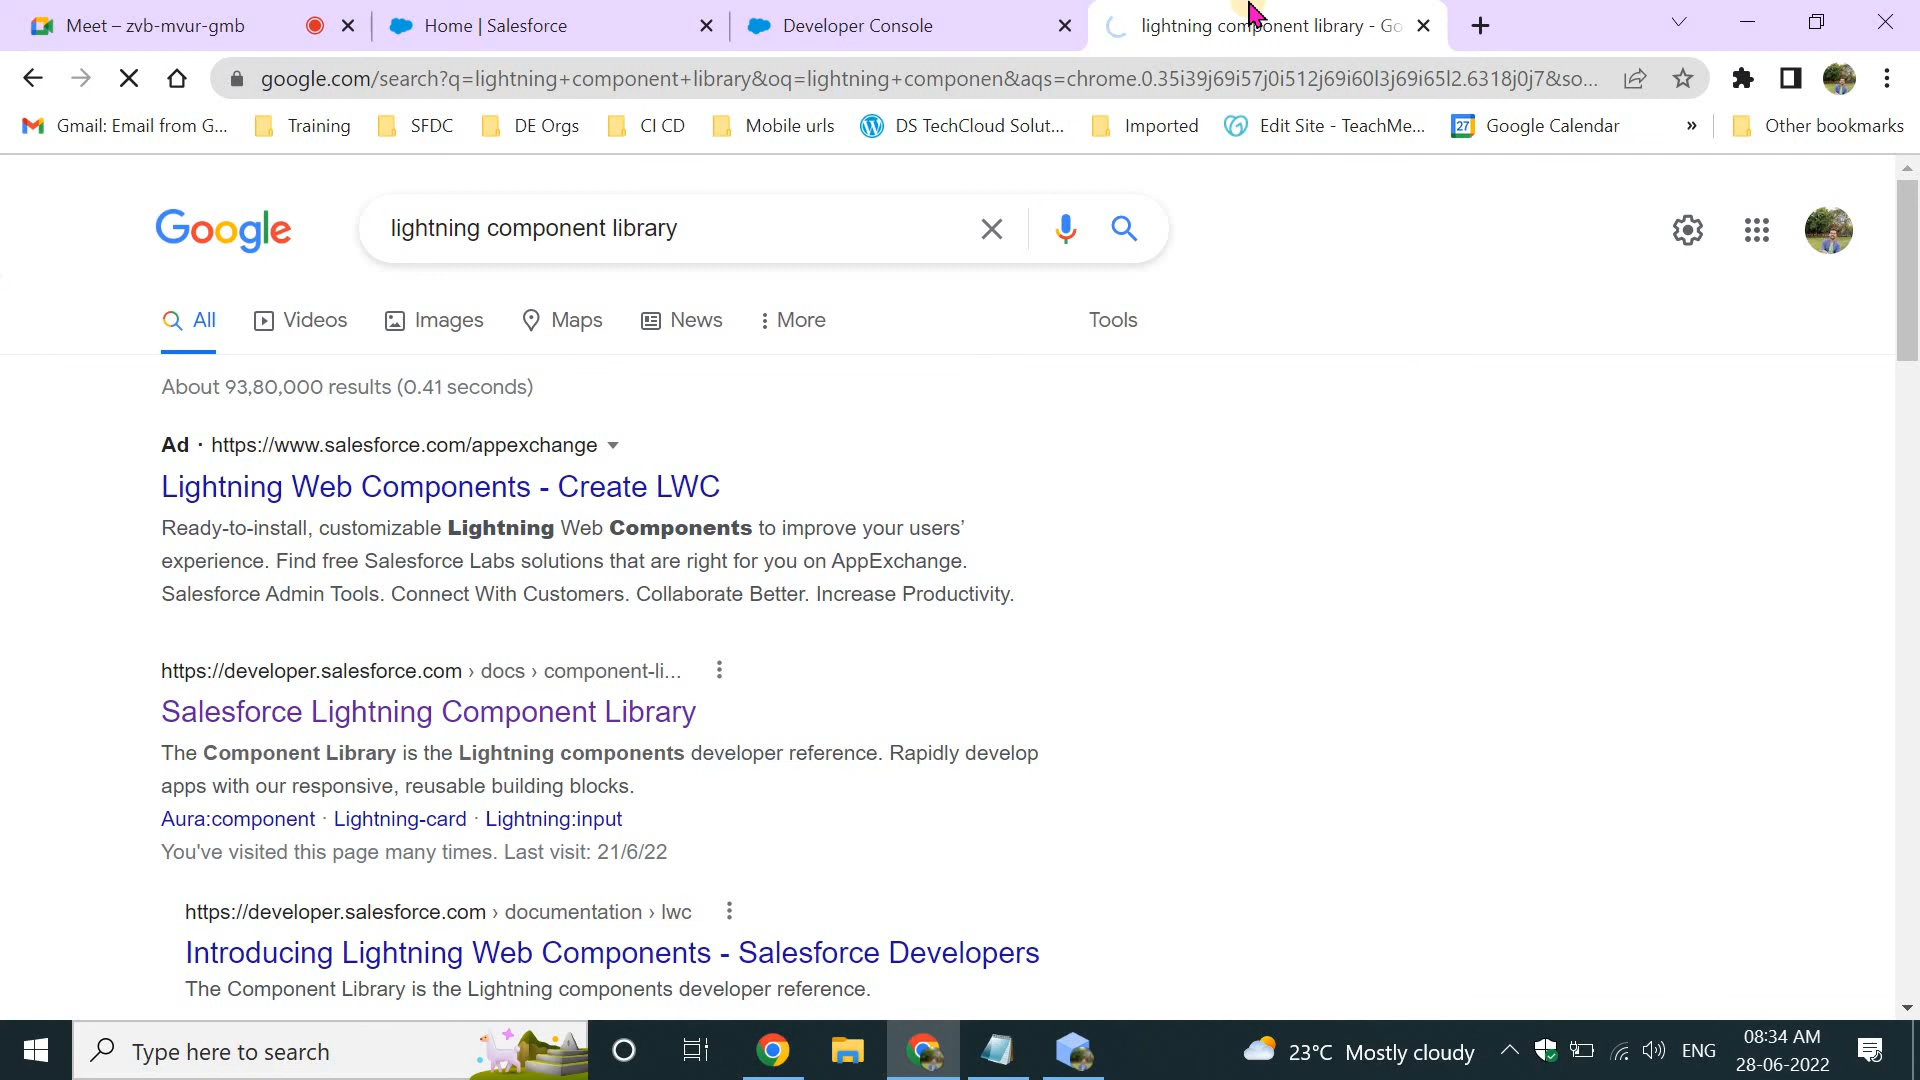 Meet – zvb-mvur-gmb
Home | Salesforce
Developer Console
lightning component library - Go
google.com/search?q=lightning+component+library&oq=lightning+componen&aqs=chrome.0.35i39j69i57j0i512j69i60l3j69i65l2.6318j0j7&so...
Gmail: Email from G...
Training
SFDC
DE Orgs
CI CD
Mobile urls
DS TechCloud Solut...
Imported
Edit Site - TeachMe...
27
Google Calendar
»
Other bookmarks
Google
lightning component library
All
Videos
Images
Maps
News
More
Tools
About 93,80,000 results (0.41 seconds)
Ad · https://www.salesforce.com/appexchange
Lightning Web Components - Create LWC
Ready-to-install, customizable Lightning Web Components to improve your users’
experience. Find free Salesforce Labs solutions that are right for you on AppExchange.
Salesforce Admin Tools. Connect With Customers. Collaborate Better. Increase Productivity.
https://developer.salesforce.com › docs › component-li...
Salesforce Lightning Component Library
The Component Library is the Lightning components developer reference. Rapidly develop
apps with our responsive, reusable building blocks.
Aura:component · Lightning-card · Lightning:input
You've visited this page many times. Last visit: 21/6/22
https://developer.salesforce.com › documentation › lwc
Introducing Lightning Web Components - Salesforce Developers
The Component Library is the Lightning components developer reference.
Type here to search
23°C Mostly cloudy
ENG
08:34 AM
28-06-2022